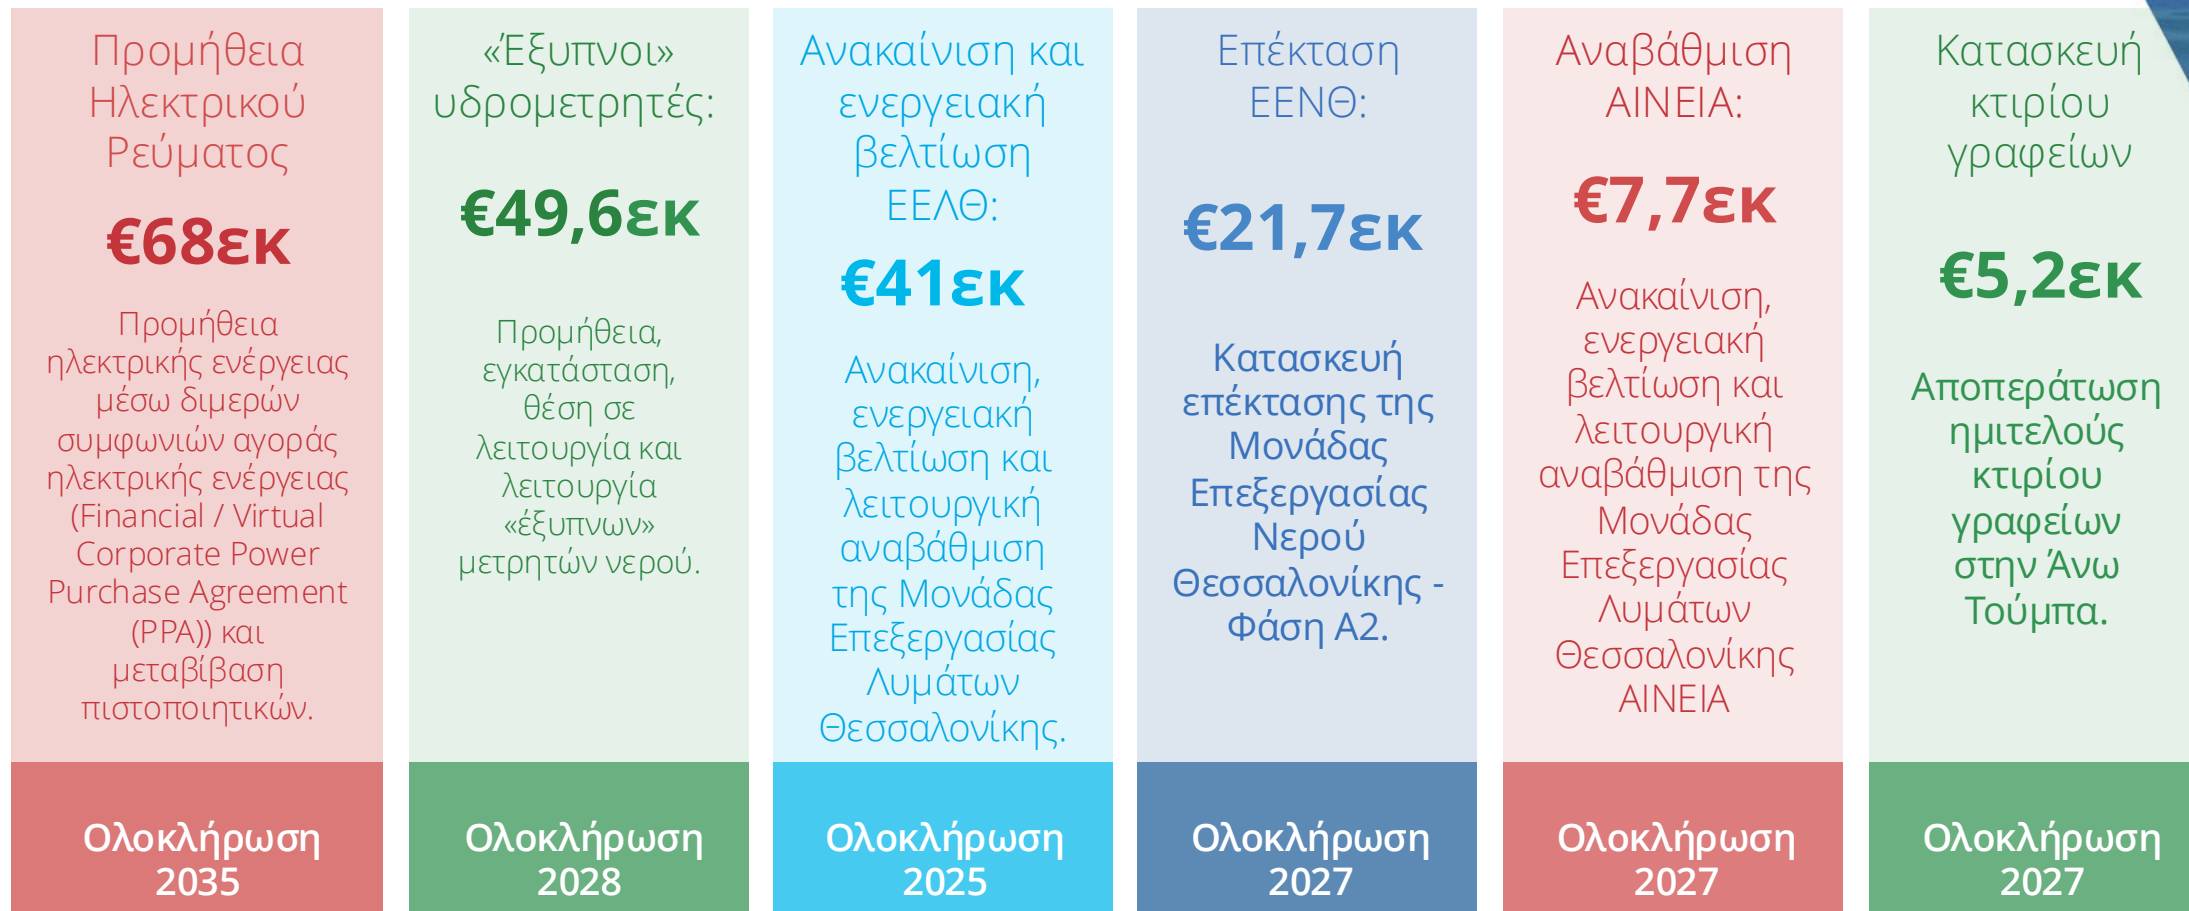 Προμήθεια
Ηλεκτρικού
Ρεύματος
€68εκ
Προμήθεια
ηλεκτρικής ενέργειας
μέσω διμερών
συμφωνιών αγοράς
ηλεκτρικής ενέργειας
(Financial / Virtual
Corporate Power
Purchase Agreement
(PPA)) και
μεταβίβαση
πιστοποιητικών.
Ολοκλήρωση
2035
«Έξυπνοι»
υδρομετρητές:
€49,6εκ
Προμήθεια,
εγκατάσταση,
θέση σε
λειτουργία και
λειτουργία
«έξυπνων»
μετρητών νερού.
Ολοκλήρωση
2028
Ανακαίνιση και
ενεργειακή
βελτίωση
ΕΕΛΘ:
€41εκ
Ανακαίνιση,
ενεργειακή
βελτίωση και
λειτουργική
αναβάθμιση
της Μονάδας
Επεξεργασίας
Λυμάτων
Θεσσαλονίκης.
Ολοκλήρωση
2025
Επέκταση
ΕΕΝΘ:
€21,7εκ
Κατασκευή
επέκτασης της
Μονάδας
Επεξεργασίας
Νερού
Θεσσαλονίκης -
Φάση Α2.
Ολοκλήρωση
2027
Αναβάθμιση
ΑΙΝΕΙΑ:
€7,7εκ
Ανακαίνιση,
ενεργειακή
βελτίωση και
λειτουργική
αναβάθμιση της
Μονάδας
Επεξεργασίας
Λυμάτων
Θεσσαλονίκης
ΑΙΝΕΙΑ
Ολοκλήρωση
2027
Κατασκευή
κτιρίου
γραφείων
€5,2εκ
Αποπεράτωση
ημιτελούς
κτιρίου
γραφείων
στην Άνω
Τούμπα.
Ολοκλήρωση
2027